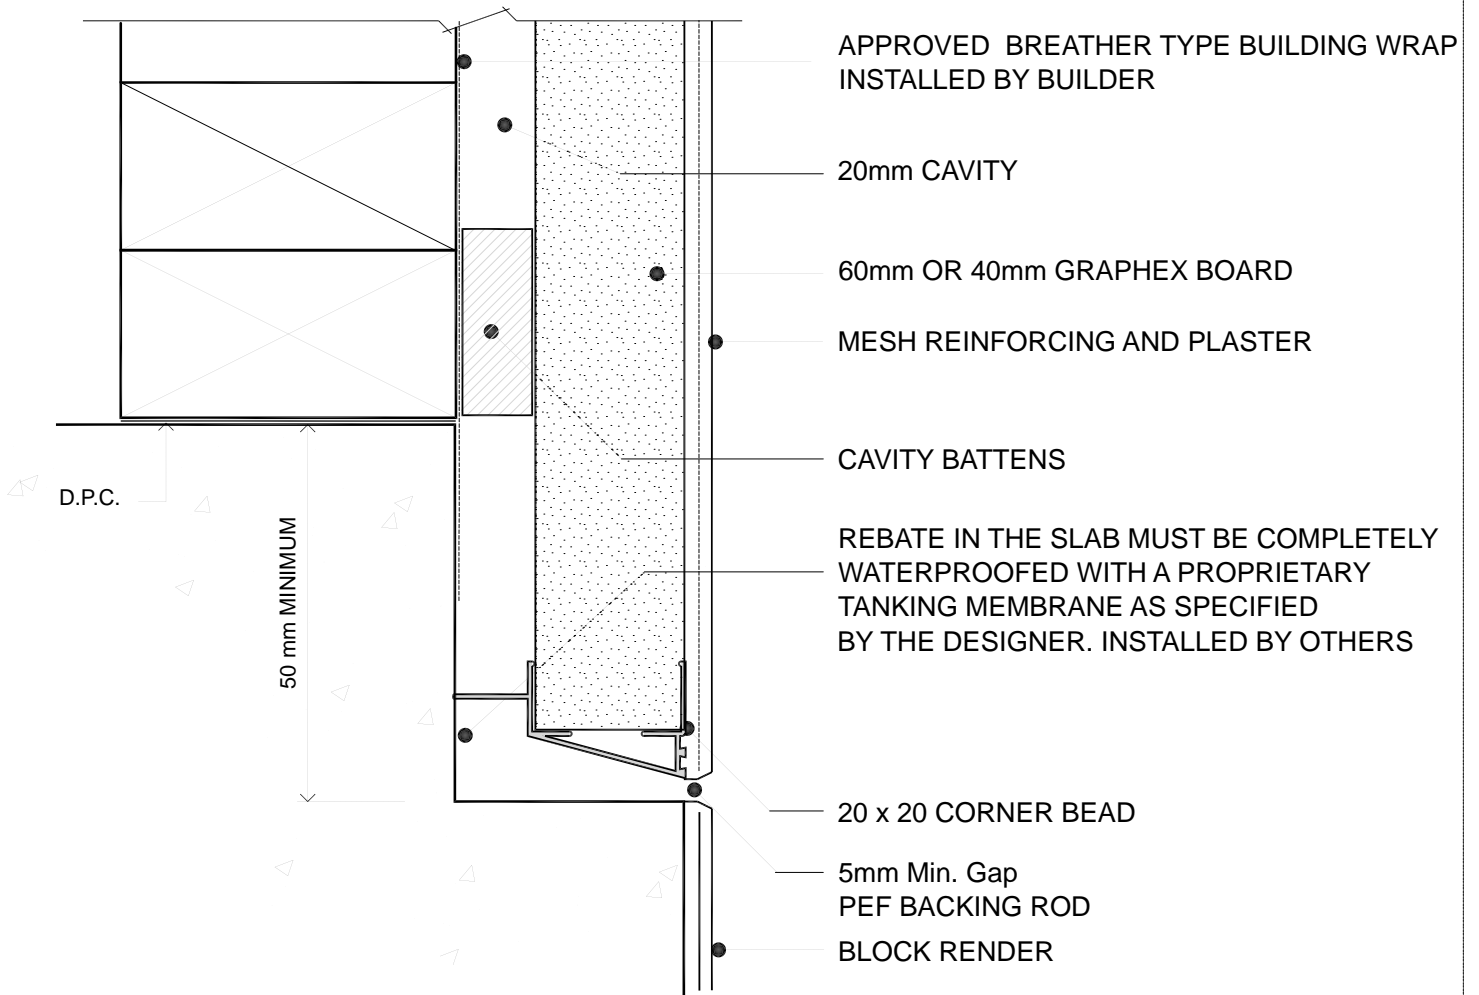 APPROVED BREATHER TYPE BUILDING WRAP
INSTALLED BY BUILDER
20mm CAVITY
60mm OR 40mm GRAPHEX BOARD
MESH REINFORCING AND PLASTER
CAVITY BATTENS
D.P.C.
50 mm MINIMUM
REBATE IN THE SLAB MUST BE COMPLETELY
WATERPROOFED WITH A PROPRIETARY
TANKING MEMBRANE AS SPECIFIED
BY THE DESIGNER. INSTALLED BY OTHERS
20 x 20 CORNER BEAD
5mm Min. Gap
PEF BACKING ROD
BLOCK RENDER